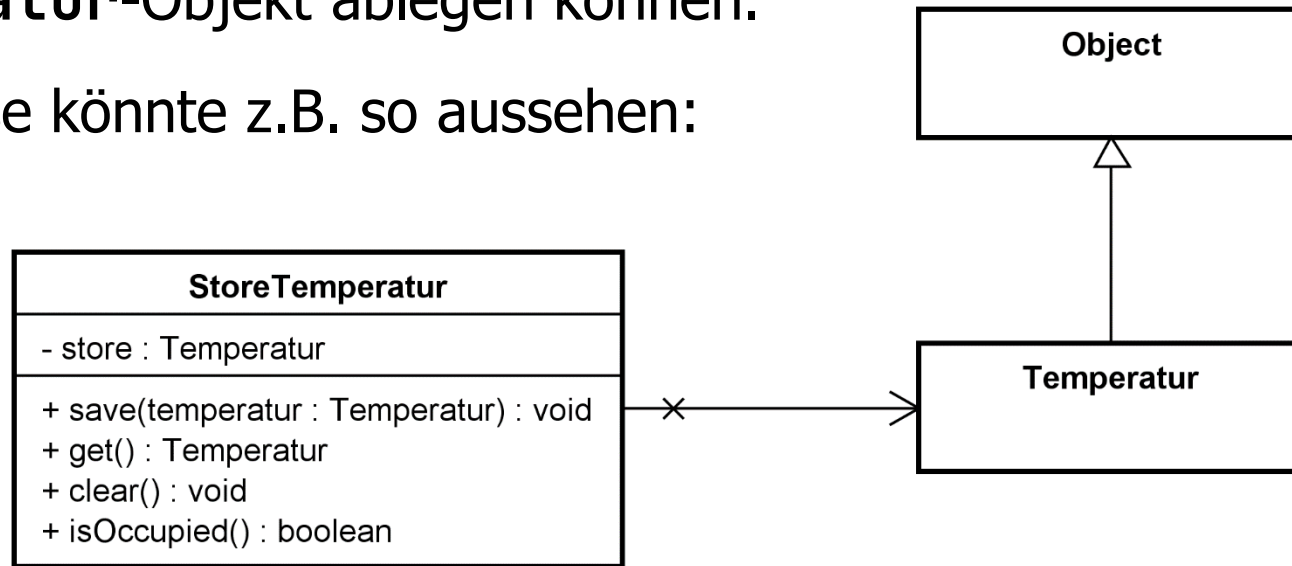 atur-Objekt ablegen können.
e könnte z.B. so aussehen:
Object
StoreTemperatur
- store : Temperatur
+ save(temperatur : Temperatur) : void
+ get() : Temperatur
+ clear() : void
+ isOccupied() : boolean
Temperatur